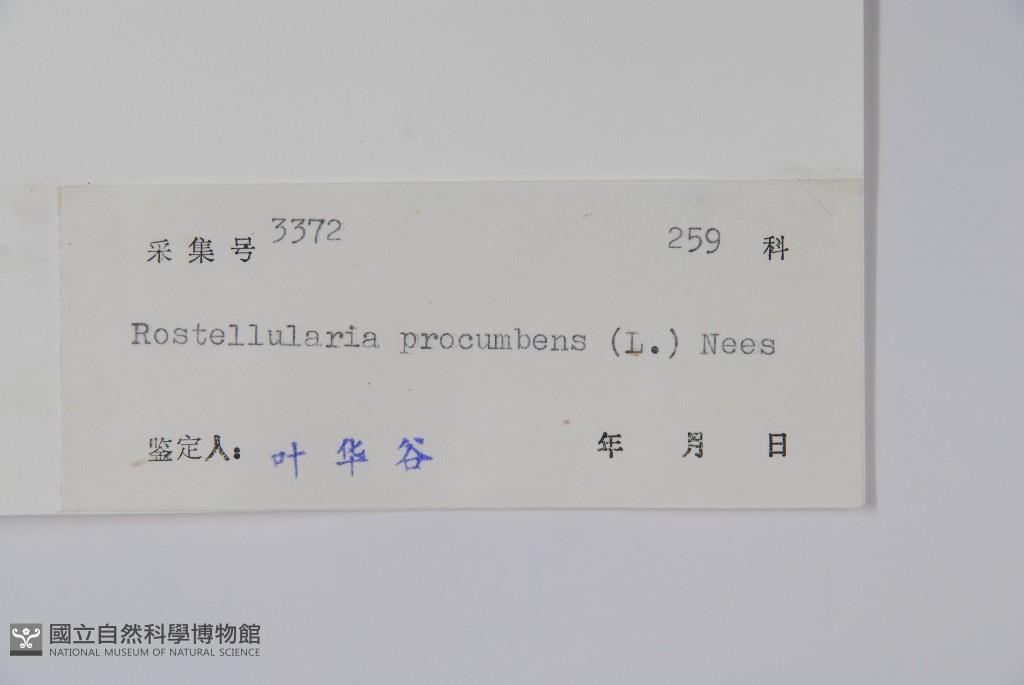 采集号 3372 259 科
Rostellularia procumbens (L.) Nees
鉴定人: 叶华谷 年 月 日
國立自然科學博物館
NATIONAL MUSEUM OF NATURAL SCIENCE